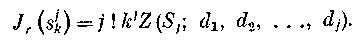 J_r (s_k^j) = j ! k^j Z (S_j; d_1, d_2, ..., d_j).